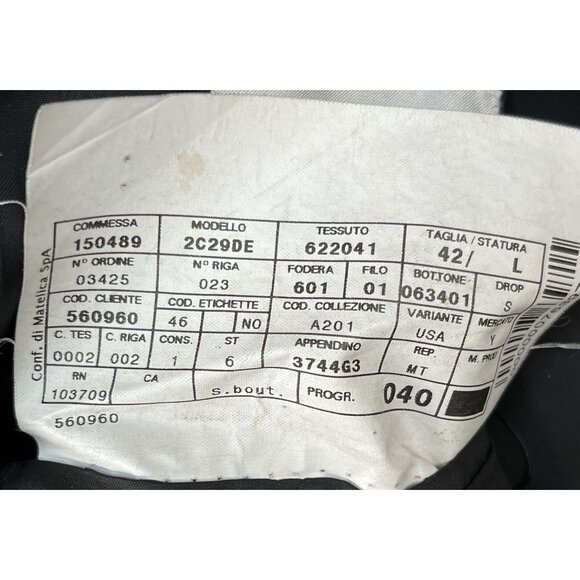 Conf. di Matelica SpA
COMMESSA MODELLO TESSUTO TAGLIA / STATURA
150489 2C29DE 622041 42/ L
N° ORDINE N° RIGA FODERA FILO BOTTONE DROP
03425 023 601 01 063401 S
COD. CLIENTE COD. ETICHETTE COD. COLLEZIONE VARIANTE MERCATO
560960 46 NO A201 USA Y
C. TES C. RIGA CONS. ST APPENDINO REP. M. PROD
0002 002 1 6 3744G3 MT
RN CA s.bout. PROGR. 040
103709
560960